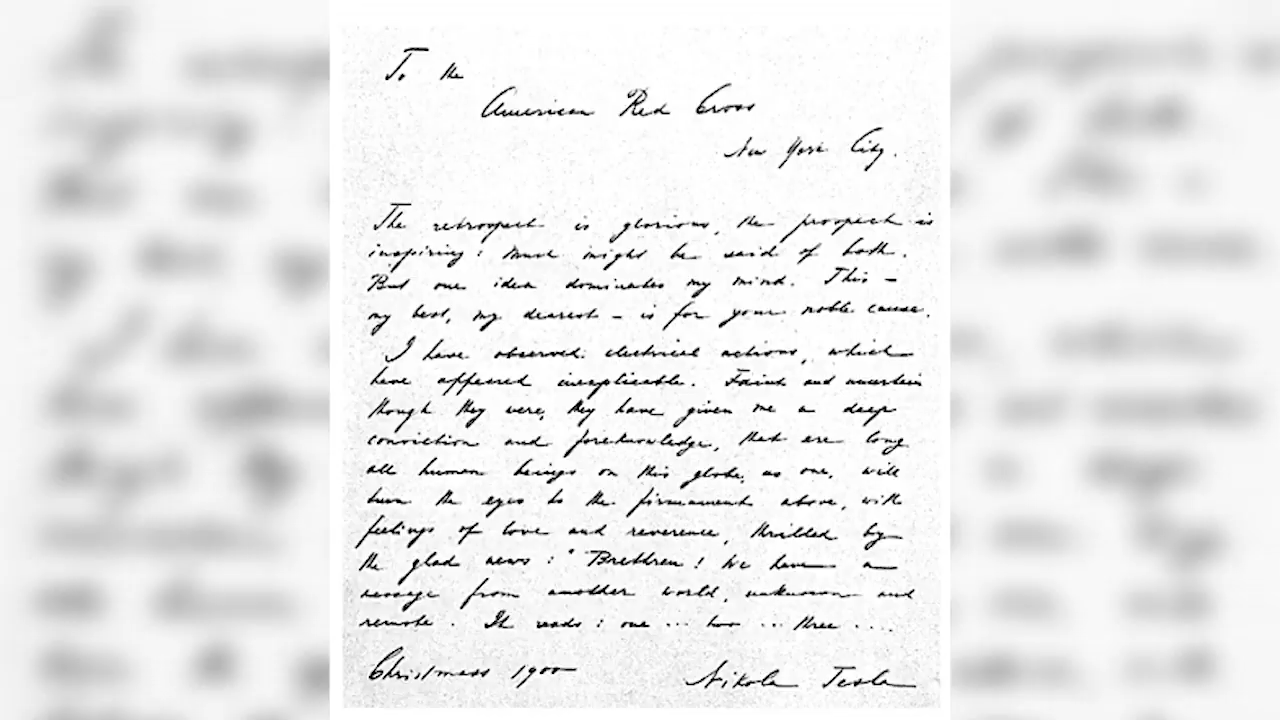 To the
American Red Cross
New York City.
The retrospect is glorious, the prospect is
inspiring: Much might be said of both.
But one idea dominates my mind. This –
my best, my dearest – is for your noble cause.
I have observed electrical actions, which
have appeared inexplicable. Faint and uncertain
though they were, they have given me a deep
conviction and foreknowledge, that ere long
all human beings on this globe, as one, will
turn the eyes to the firmament above, with
feelings of love and reverence, thrilled by
the glad news: "Brethren! We have a
message from another world, unknown and
remote. It reads: one ... two ... three ....
Christmas 1900
Nikola Tesla